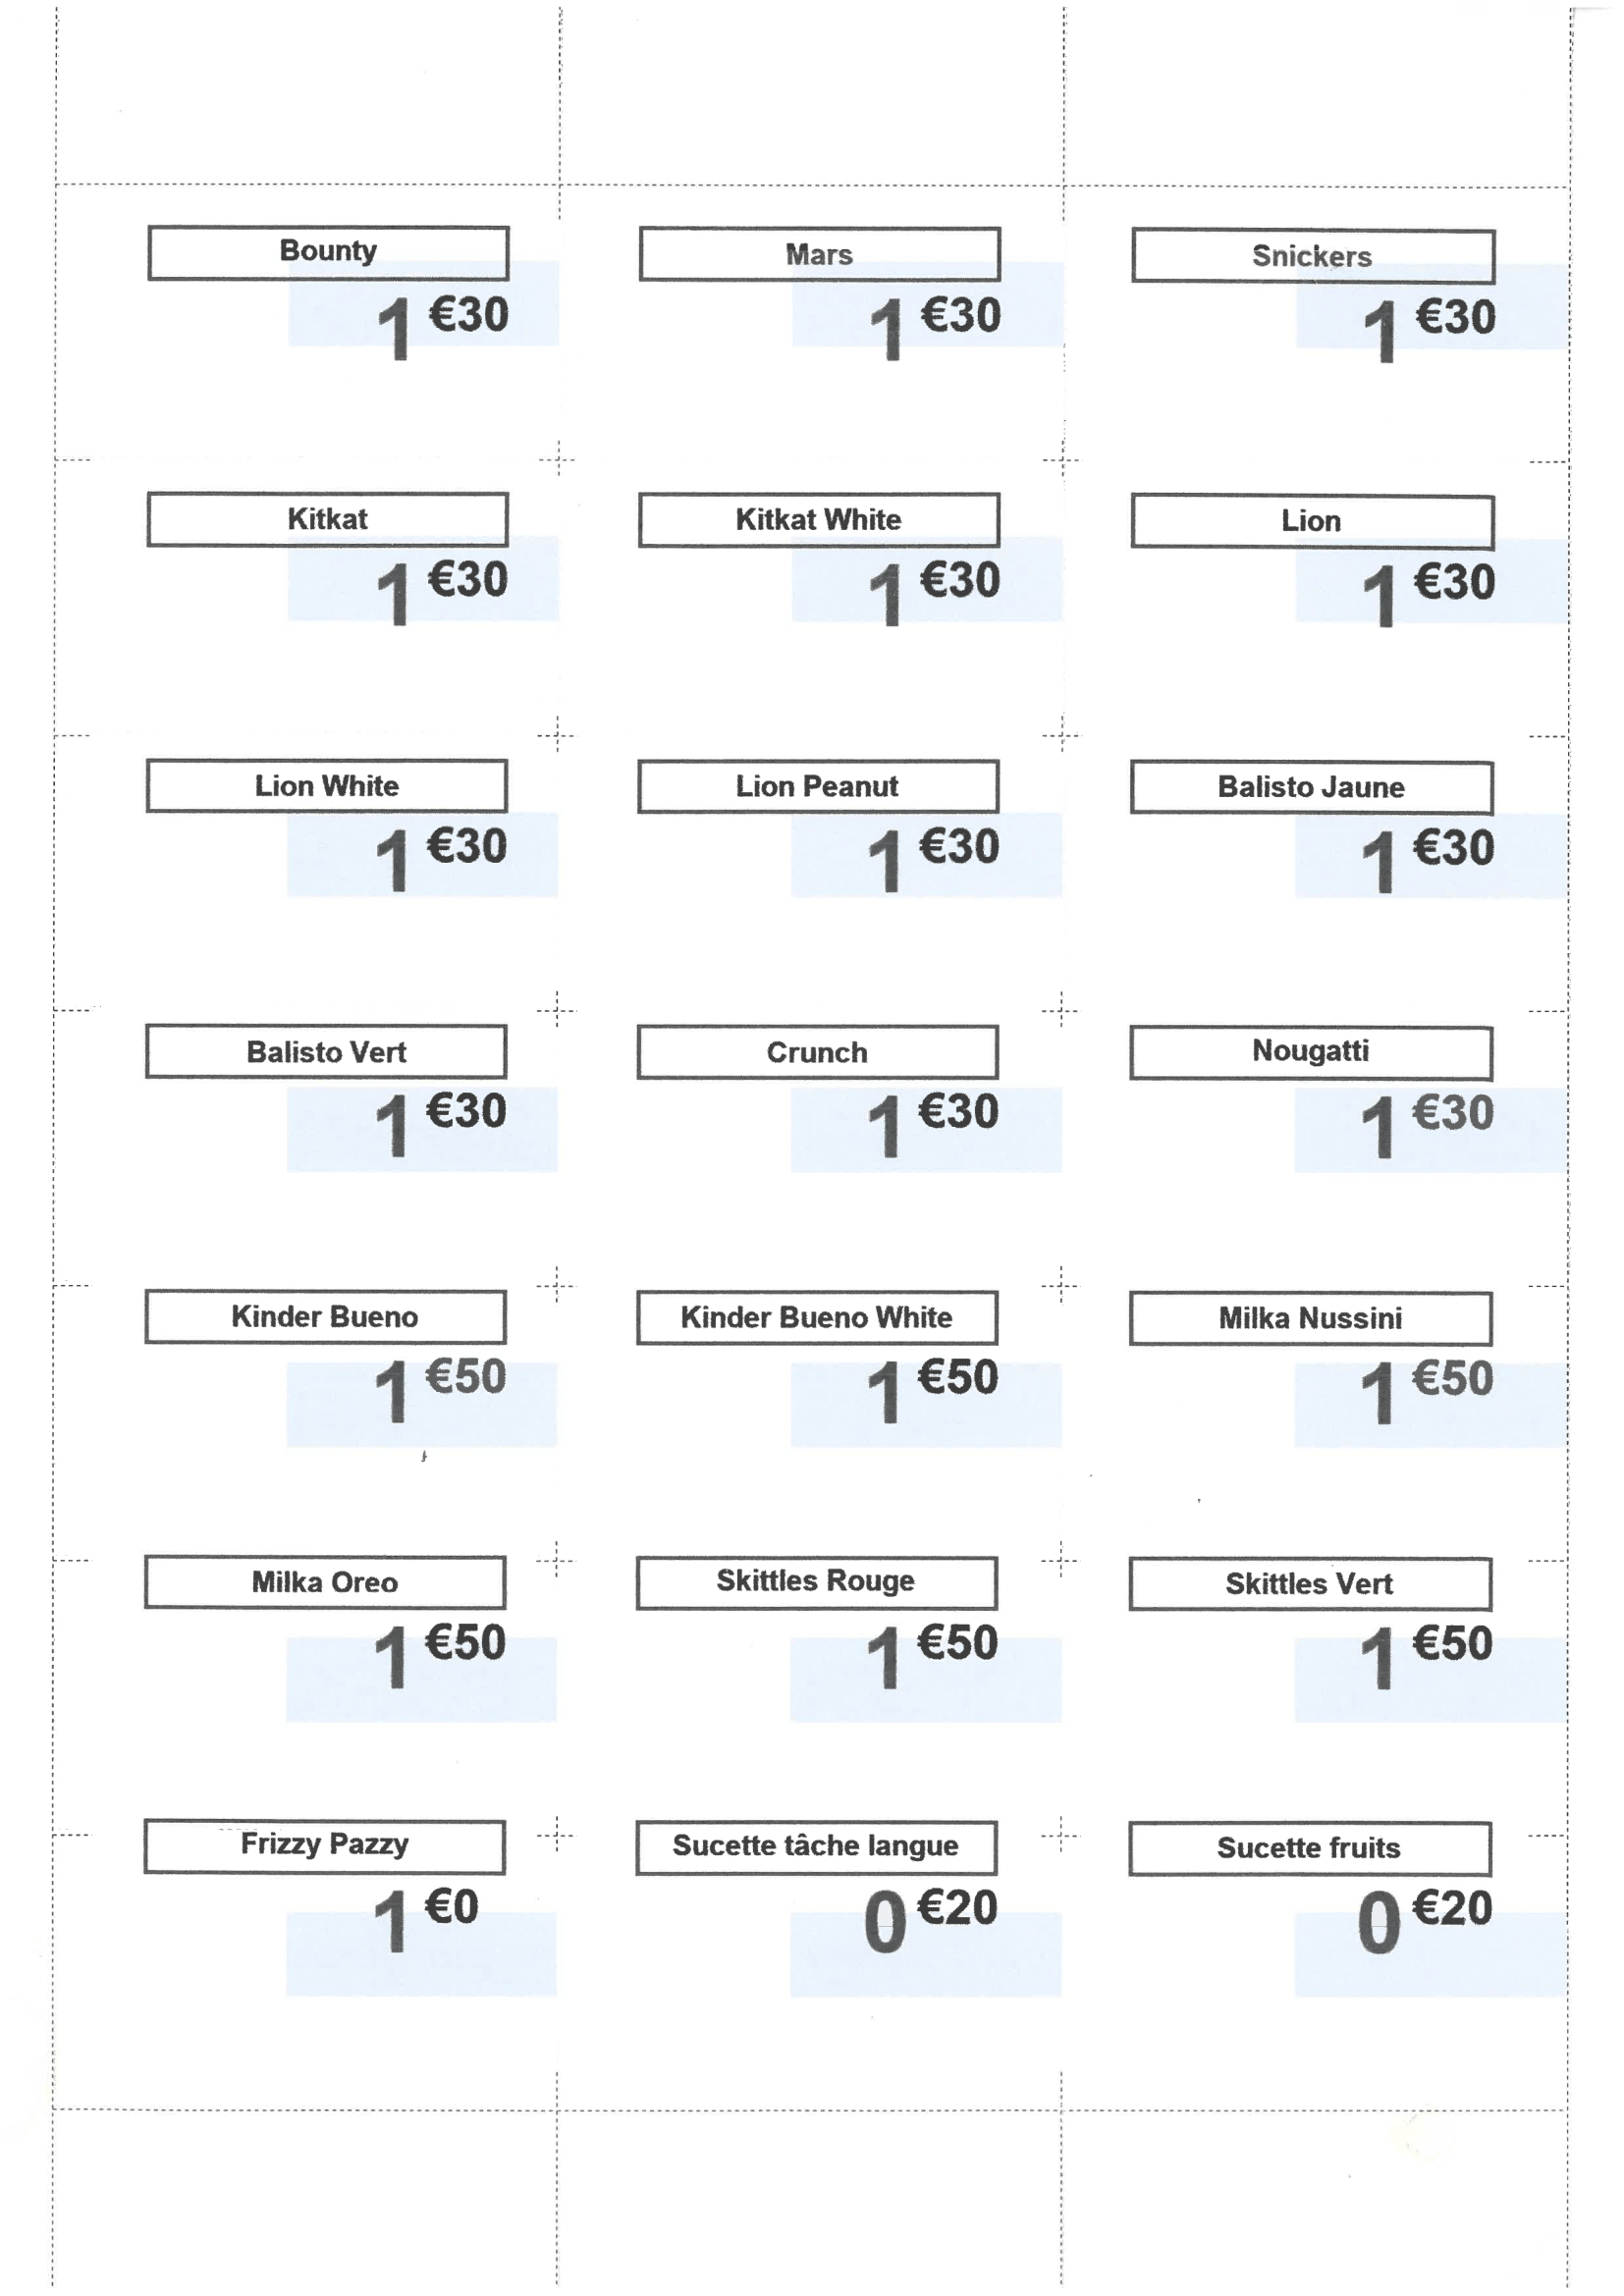 Bounty
1 €30
Mars
1 €30
Snickers
1 €30
Kitkat
1 €30
Kitkat White
1 €30
Lion
1 €30
Lion White
1 €30
Lion Peanut
1 €30
Balisto Jaune
1 €30
Balisto Vert
1 €30
Crunch
1 €30
Nougatti
1 €30
Kinder Bueno
1 €50
Kinder Bueno White
1 €50
Milka Nussini
1 €50
Milka Oreo
1 €50
Skittles Rouge
1 €50
Skittles Vert
1 €50
Frizzy Pazzy
1 €0
Sucette tâche langue
0 €20
Sucette fruits
0 €20